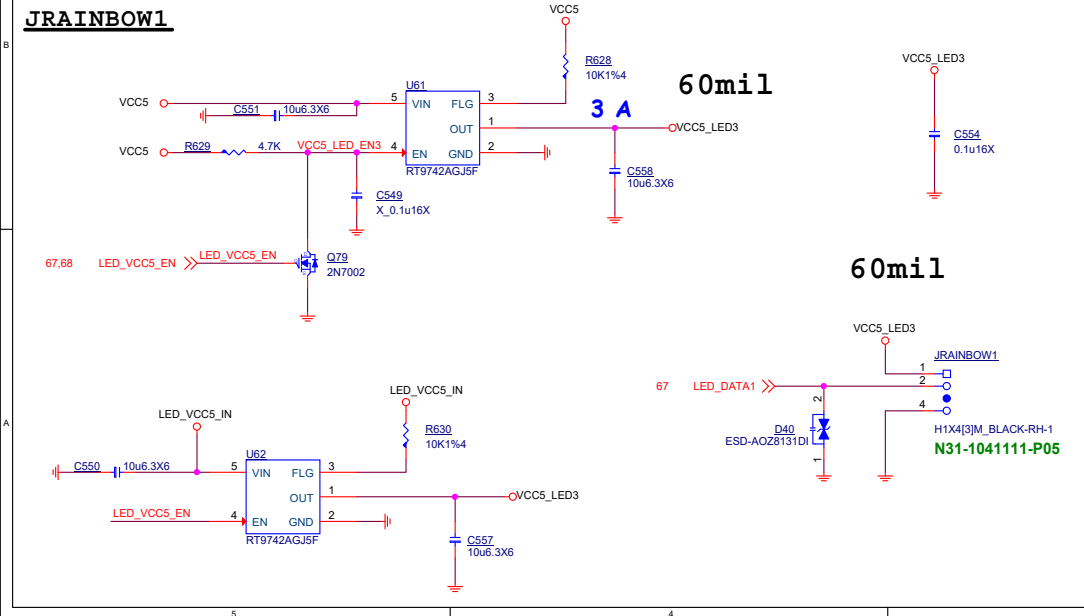 JRAINBOW1
B
VCC5
R628
10K1%4
60mil
VCC5_LED3
U61
VCC5
C551
10u6.3X6
5
VIN
FLG
3
3 A
OUT
1
VCC5_LED3
C554
0.1u16X
VCC5
R629
4.7K
VCC5_LED_EN3
4
EN
GND
2
RT9742AGJ5F
C558
10u6.3X6
C549
X_0.1u16X
67,68
LED_VCC5_EN
LED_VCC5_EN
Q79
2N7002
60mil
VCC5_LED3
JRAINBOW1
1
67
LED_DATA1
2
4
2
D40
ESD-AOZ8131DI
1
H1X4[3]M_BLACK-RH-1
N31-1041111-P05
A
LED_VCC5_IN
LED_VCC5_IN
R630
10K1%4
U62
C550
10u6.3X6
5
VIN
FLG
3
OUT
1
VCC5_LED3
LED_VCC5_EN
4
EN
GND
2
RT9742AGJ5F
C557
10u6.3X6
5
4